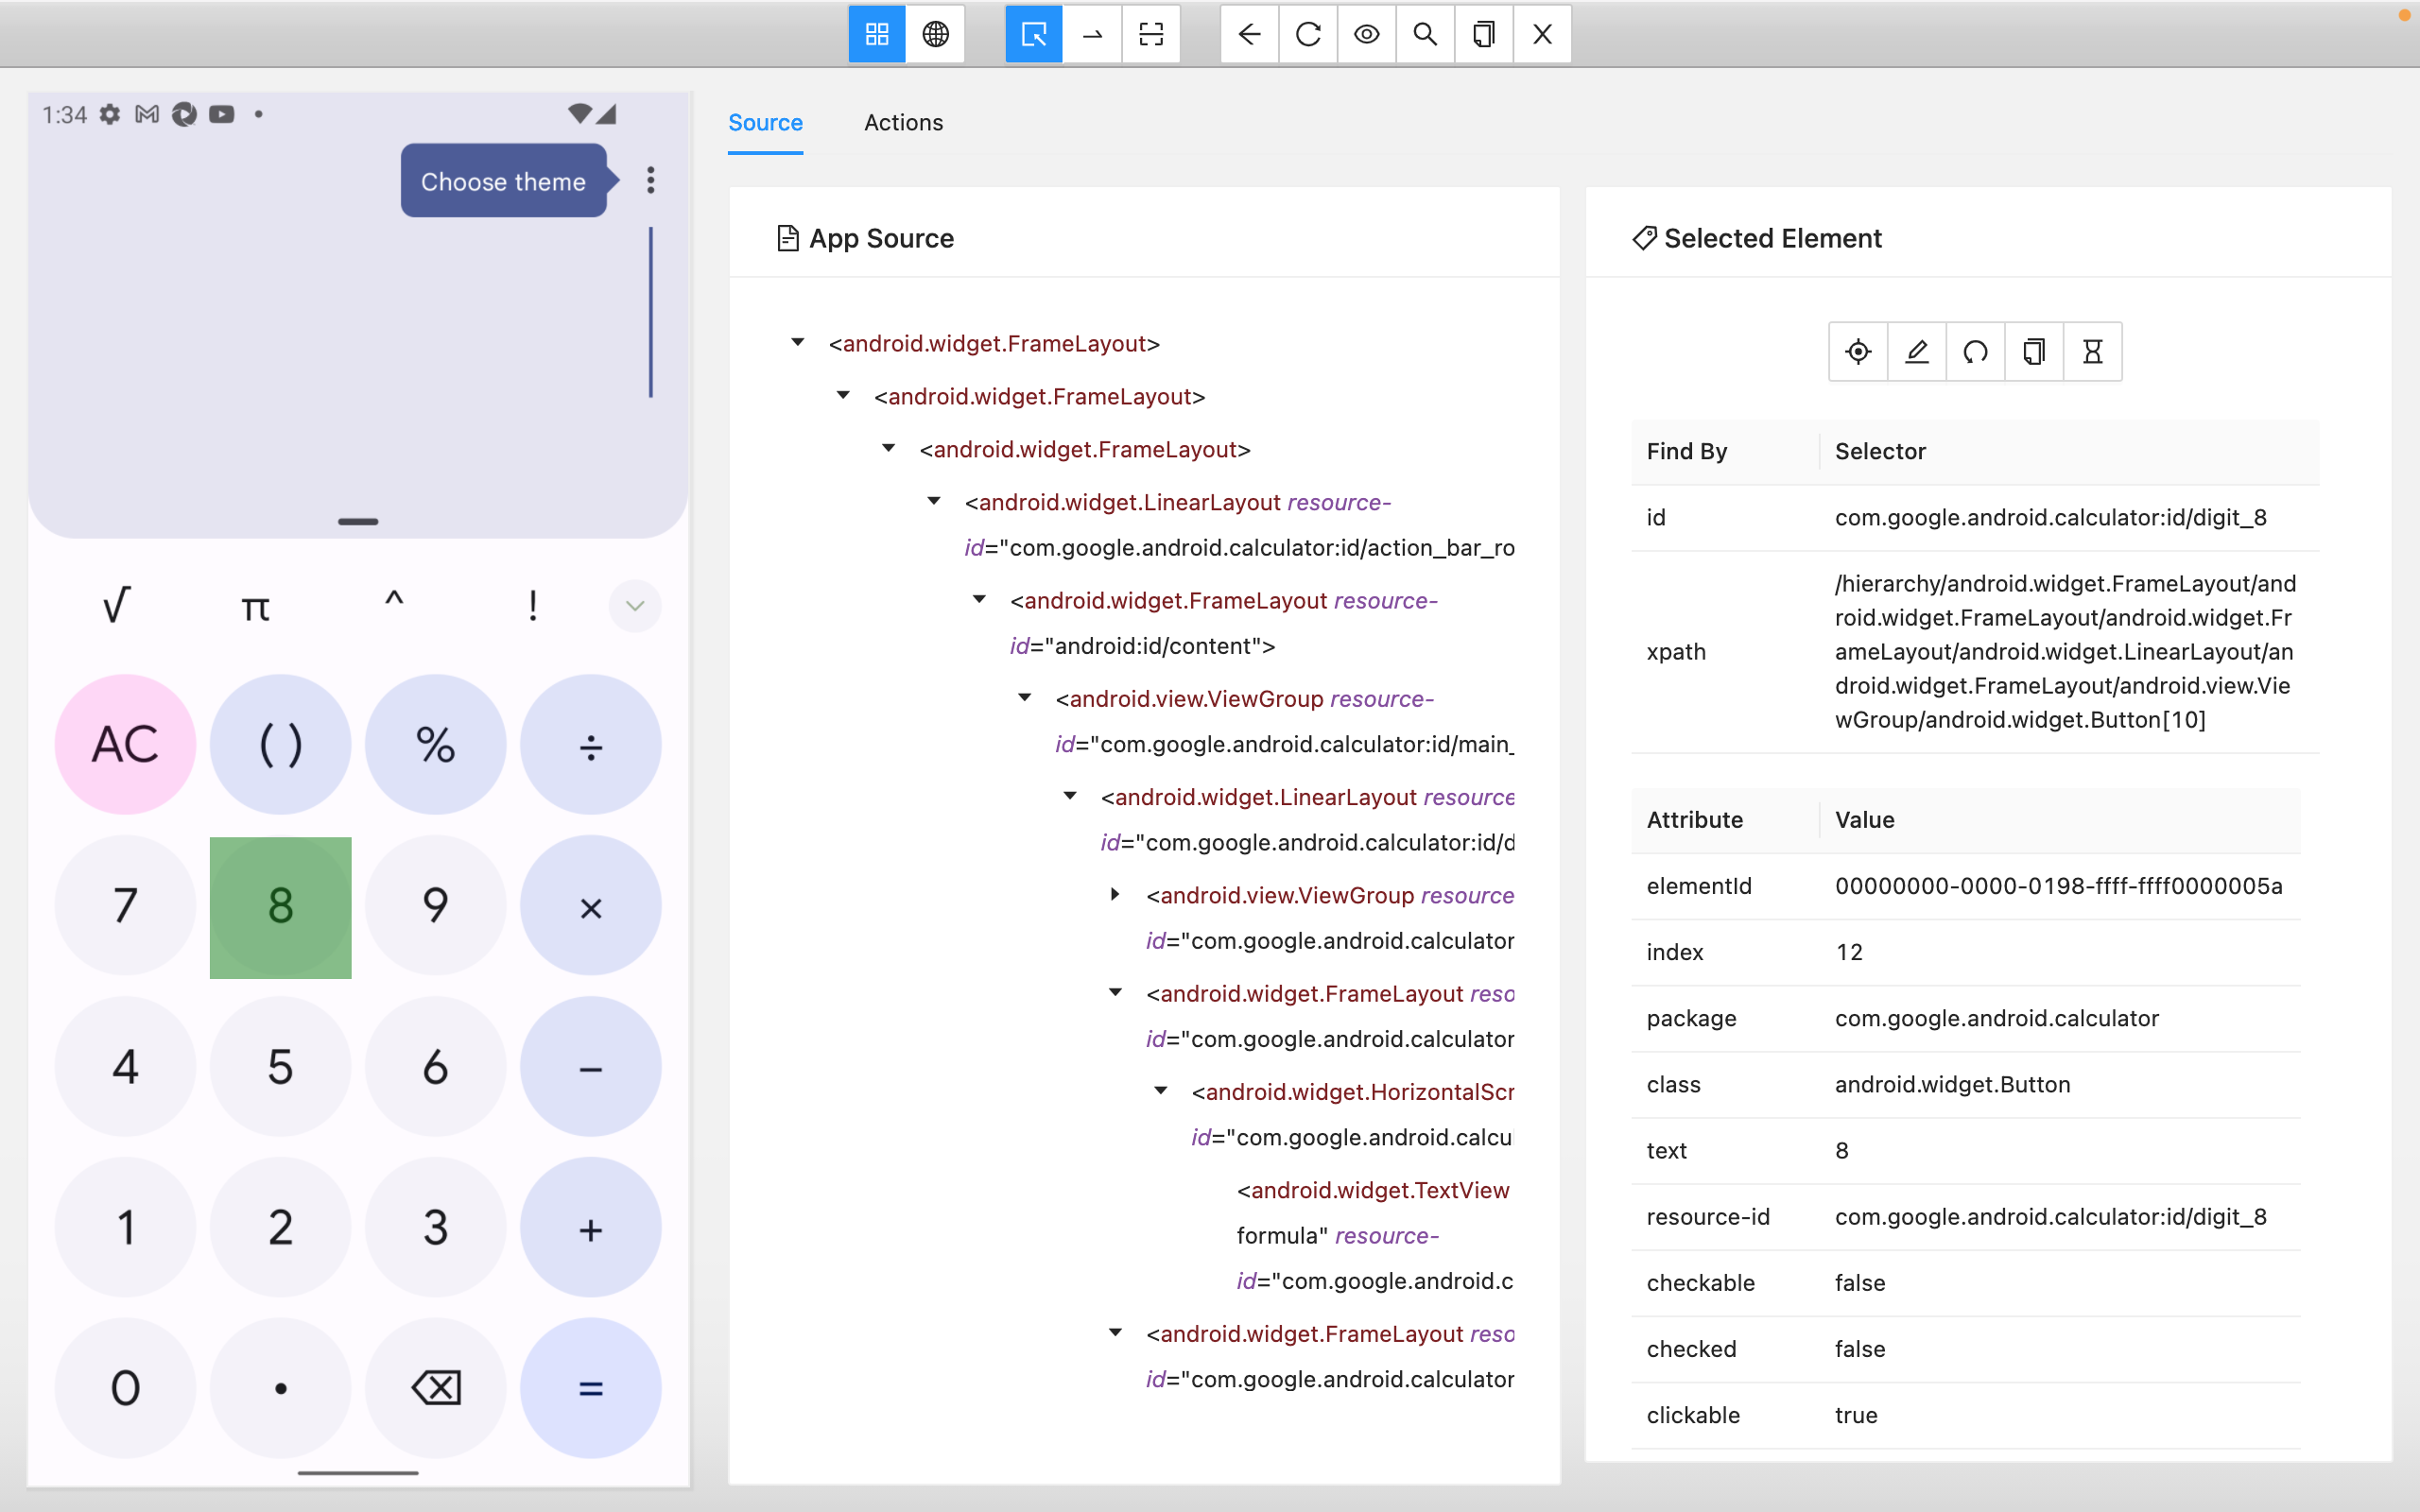 1:34
Choose theme
√ π ^ !
AC ( ) % ÷
7 8 9 ×
4 5 6 −
1 2 3 +
0 • =
Source Actions
App Source
<android.widget.FrameLayout>
<android.widget.FrameLayout>
<android.widget.FrameLayout>
<android.widget.LinearLayout resource-
id="com.google.android.calculator:id/action_bar_ro
<android.widget.FrameLayout resource-
id="android:id/content">
<android.view.ViewGroup resource-
id="com.google.android.calculator:id/main_
<android.widget.LinearLayout resource
id="com.google.android.calculator:id/d
<android.view.ViewGroup resource
id="com.google.android.calculator
<android.widget.FrameLayout reso
id="com.google.android.calculator
<android.widget.HorizontalScr
id="com.google.android.calcul
<android.widget.TextView
formula" resource-
id="com.google.android.c
<android.widget.FrameLayout reso
id="com.google.android.calculator
Selected Element
Find By Selector
id com.google.android.calculator:id/digit_8
xpath /hierarchy/android.widget.FrameLayout/and
roid.widget.FrameLayout/android.widget.Fr
ameLayout/android.widget.LinearLayout/an
droid.widget.FrameLayout/android.view.Vie
wGroup/android.widget.Button[10]
Attribute Value
elementId 00000000-0000-0198-ffff-ffff0000005a
index 12
package com.google.android.calculator
class android.widget.Button
text 8
resource-id com.google.android.calculator:id/digit_8
checkable false
checked false
clickable true